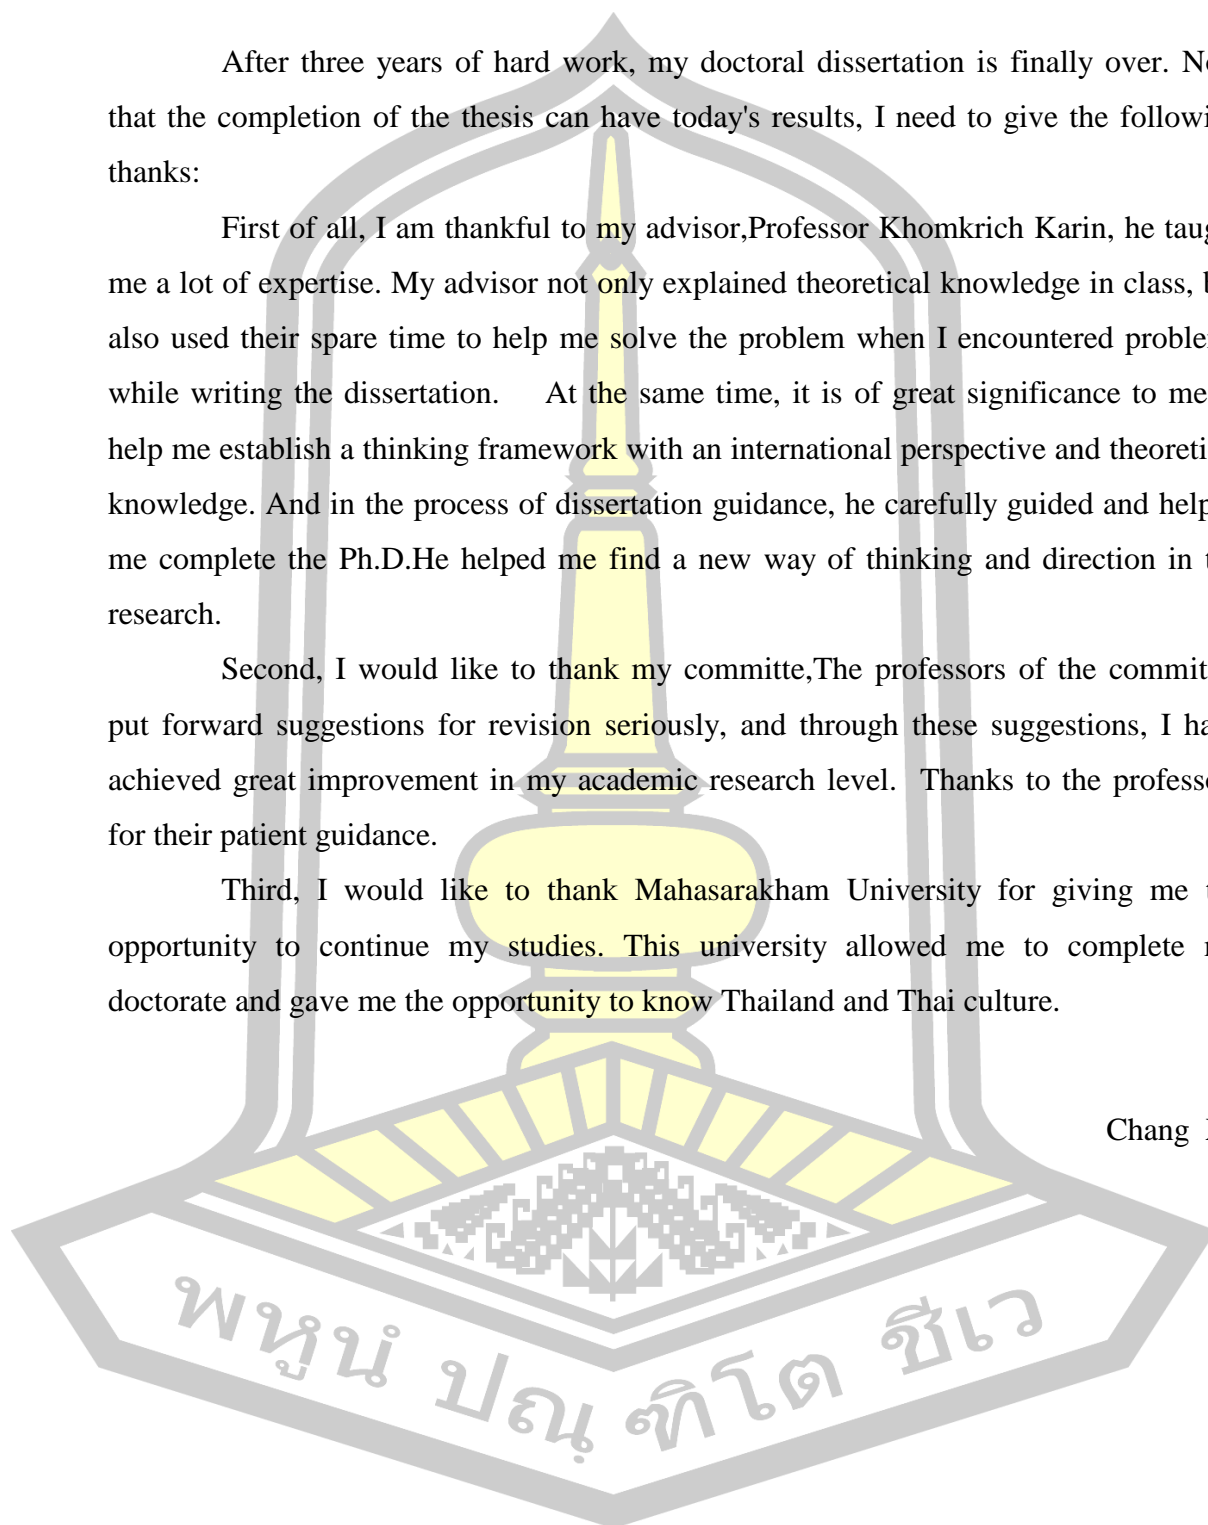 After three years of hard work, my doctoral dissertation is finally over. No
that the completion of the thesis can have today's results, I need to give the followi
thanks:
First of all, I am thankful to my advisor,Professor Khomkrich Karin, he taug
me a lot of expertise. My advisor not only explained theoretical knowledge in class, b
also used their spare time to help me solve the problem when I encountered problem
while writing the dissertation. At the same time, it is of great significance to me
help me establish a thinking framework with an international perspective and theoreti
knowledge. And in the process of dissertation guidance, he carefully guided and help
me complete the Ph.D.He helped me find a new way of thinking and direction in t
research.
Second, I would like to thank my committe,The professors of the committ
put forward suggestions for revision seriously, and through these suggestions, I ha
achieved great improvement in my academic research level. Thanks to the professo
for their patient guidance.
Third, I would like to thank Mahasarakham University for giving me t
opportunity to continue my studies. This university allowed me to complete
doctorate and gave me the opportunity to know Thailand and Thai culture.
Chang
พหูนํ ปณฺ ฑิโต ชีเว